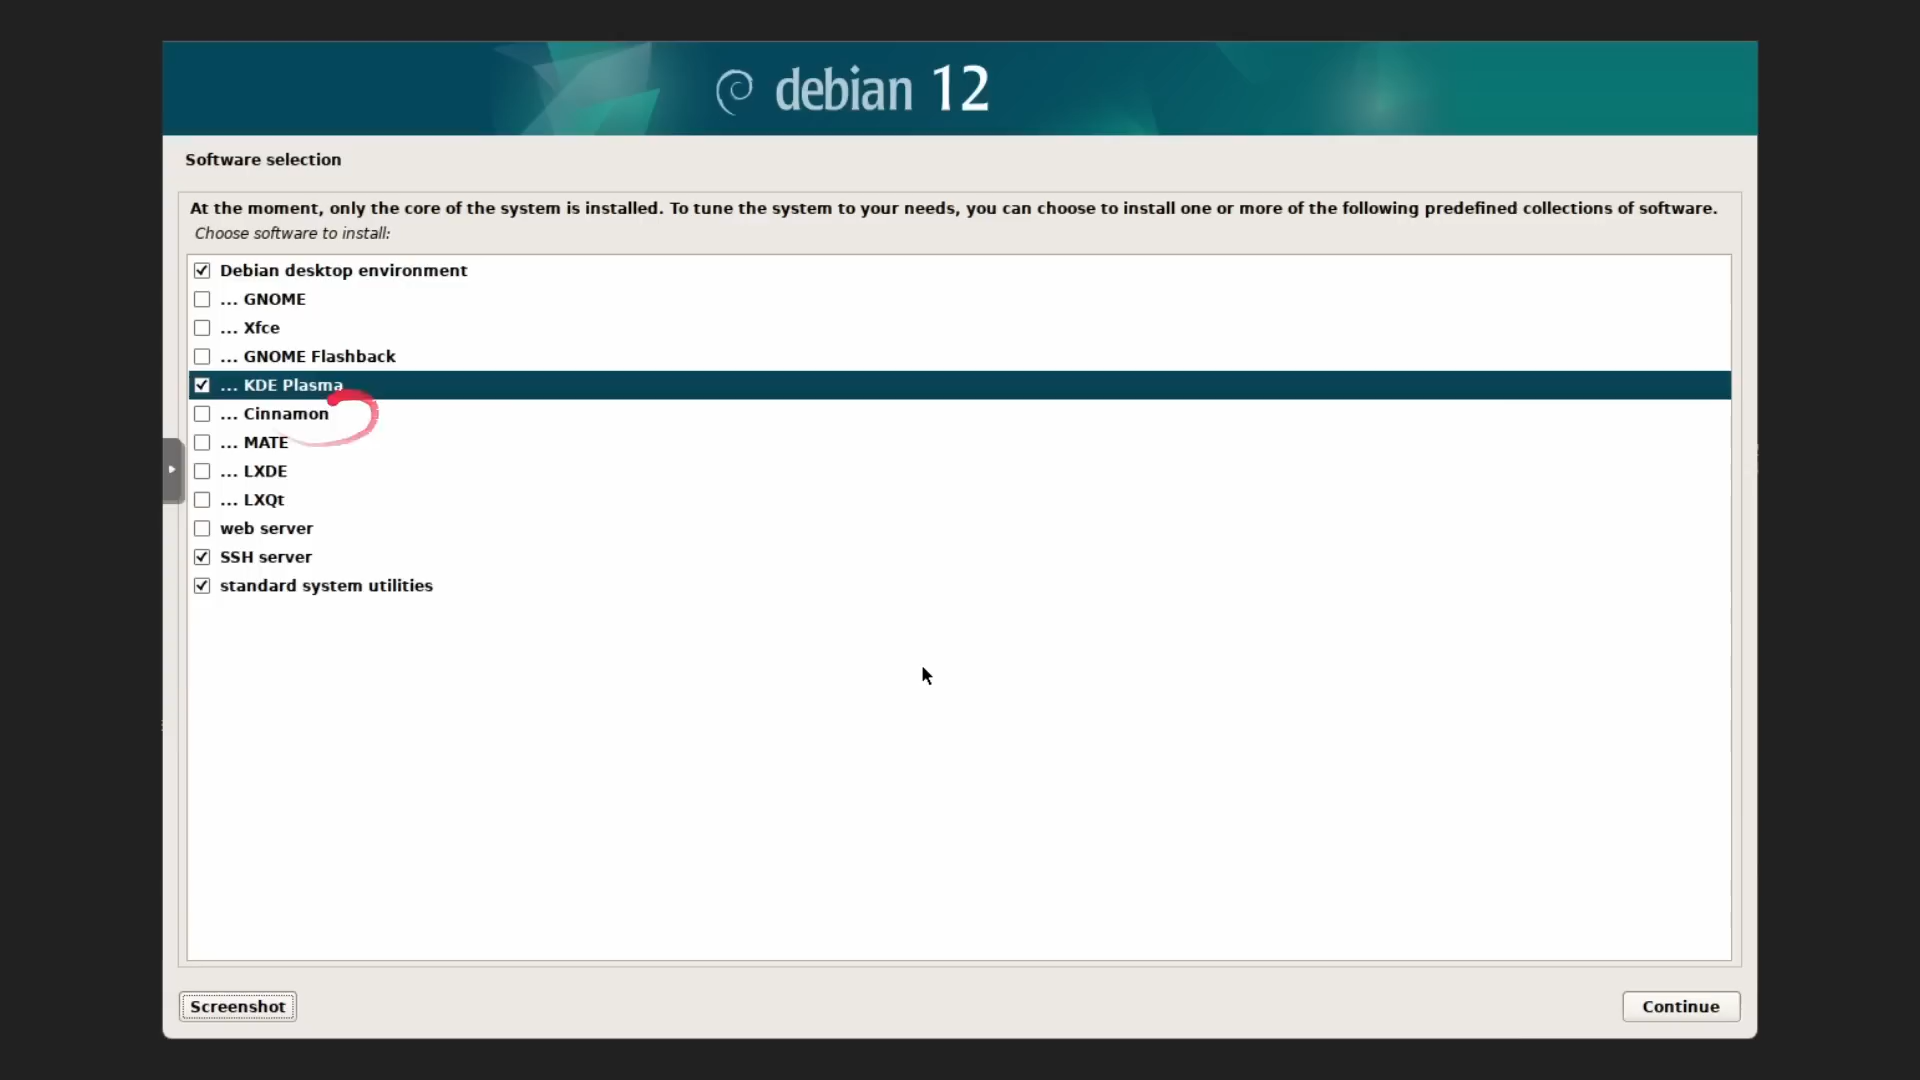 debian 12
Software selection
At the moment, only the core of the system is installed. To tune the system to your needs, you can choose to install one or more of the following predefined collections of software.
Choose software to install:
Debian desktop environment
... GNOME
... Xfce
... GNOME Flashback
... KDE Plasma
... Cinnamon
... MATE
... LXDE
... LXQt
web server
SSH server
standard system utilities
Screenshot
Continue